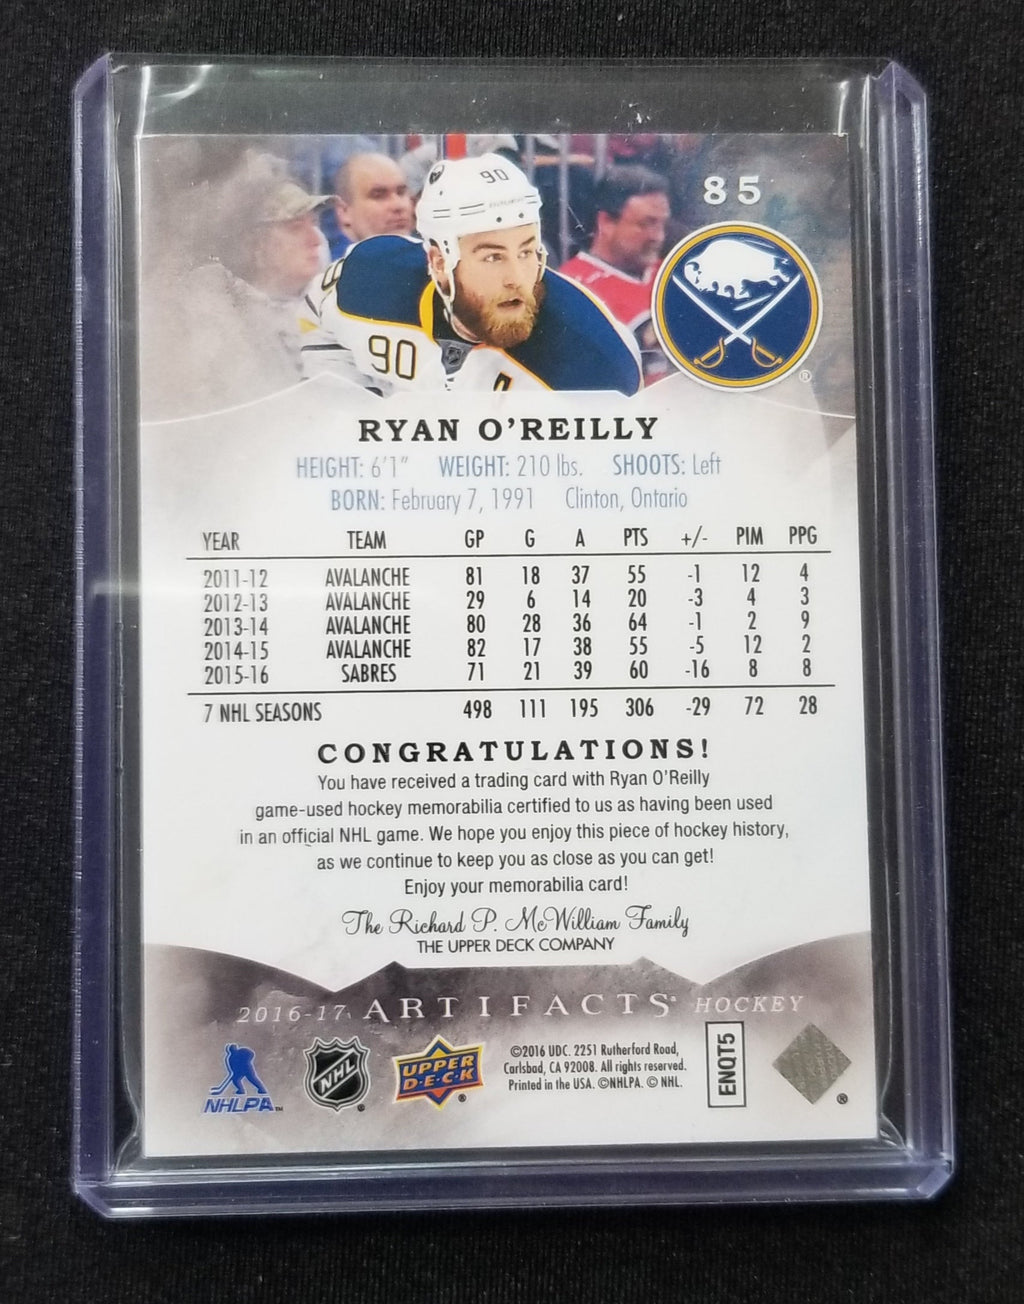 85
90
90
90
®
RYAN O'REILLY
HEIGHT: 6'1" WEIGHT: 210 lbs. SHOOTS: Left
BORN: February 7, 1991 Clinton, Ontario
YEAR TEAM GP G A PTS +/- PIM PPG
2011-12 AVALANCHE 81 18 37 55 -1 12 4
2012-13 AVALANCHE 29 6 14 20 -3 4 3
2013-14 AVALANCHE 80 28 36 64 -1 2 9
2014-15 AVALANCHE 82 17 38 55 -5 12 2
2015-16 SABRES 71 21 39 60 -16 8 8
7 NHL SEASONS 498 111 195 306 -29 72 28
CONGRATULATIONS!
You have received a trading card with Ryan O'Reilly
game-used hockey memorabilia certified to us as having been used
in an official NHL game. We hope you enjoy this piece of hockey history,
as we continue to keep you as close as you can get!
Enjoy your memorabilia card!
The Richard P. McWilliam Family
THE UPPER DECK COMPANY
2016-17 ARTIFACTS® HOCKEY
NHLPA™
NHL ®
UPPER DECK ®
©2016 UDC. 2251 Rutherford Road,
Carlsbad, CA 92008. All rights reserved.
Printed in the USA. ©NHLPA. © NHL.
ENQT5
®